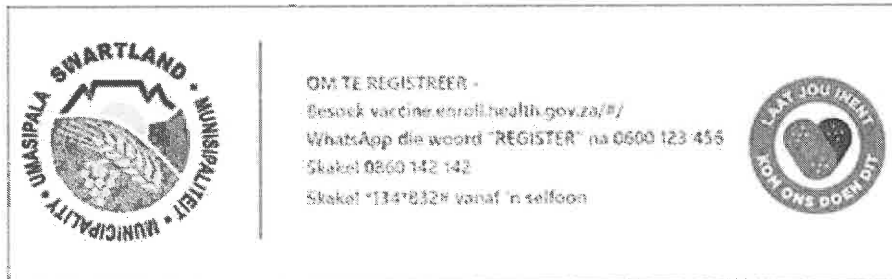 SWARTLAND
UMASIPALA • MUNISIPALITEIT • MUNICIPALITY
OM TE REGISTREER -
Besoek vaccine.enroll.health.gov.za/#/
WhatsApp die woord "REGISTER" na 0600 123 456
Skakel 0860 142 142
Skakel *134*832# vanaf 'n selfoon
LAAT JOU INENT
KOM ONS DOEN DIT